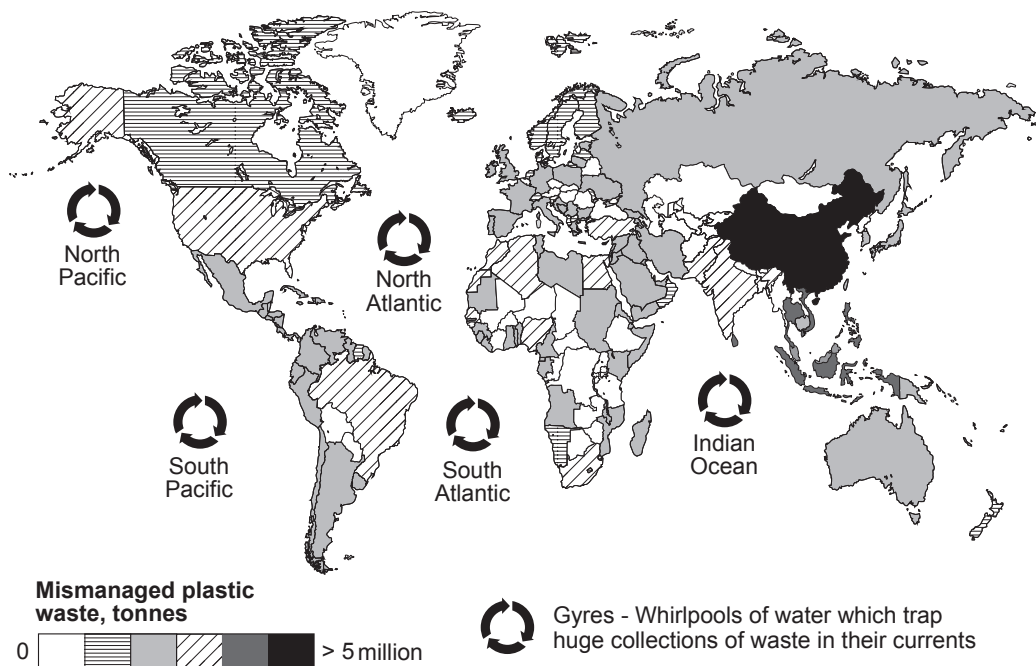 North
Pacific
North
Atlantic
South
Pacific
South
Atlantic
Indian
Ocean
Mismanaged plastic
waste, tonnes
0 > 5 million
Gyres - Whirlpools of water which trap
huge collections of waste in their currents